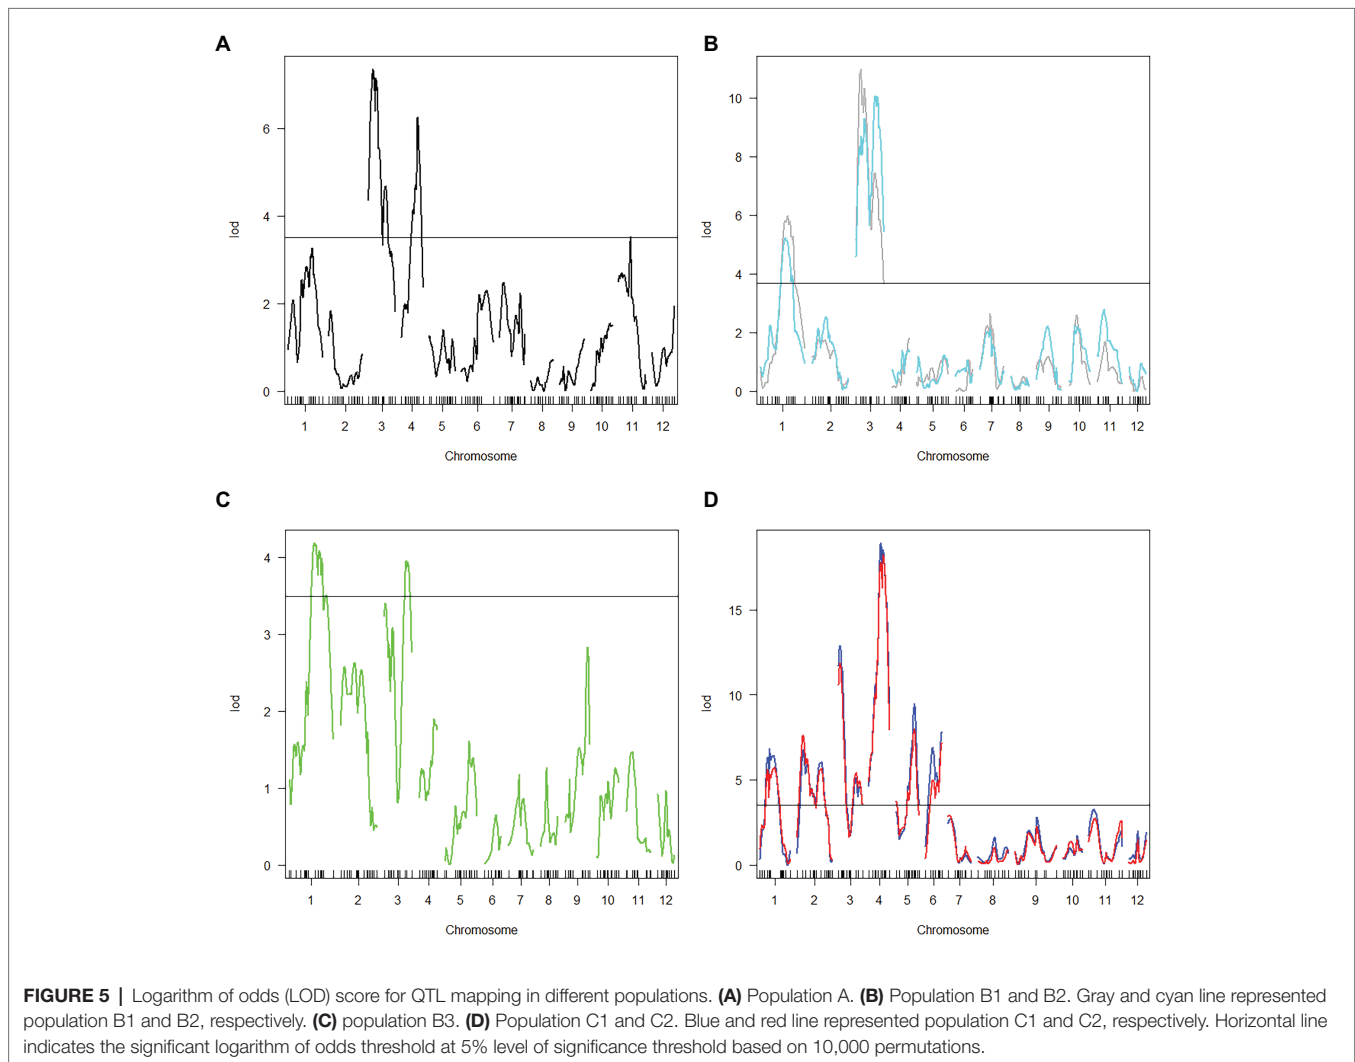 A
lod
6
4
2
0
1 2 3 4 5 6 7 8 9 10 11 12
Chromosome
B
lod
10
8
6
4
2
0
1 2 3 4 5 6 7 8 9 10 11 12
Chromosome
C
lod
4
3
2
1
0
1 2 3 4 5 6 7 8 9 10 11 12
Chromosome
D
lod
15
10
5
0
1 2 3 4 5 6 7 8 9 10 11 12
Chromosome
FIGURE 5 | Logarithm of odds (LOD) score for QTL mapping in different populations. (A) Population A. (B) Population B1 and B2. Gray and cyan line represented
population B1 and B2, respectively. (C) population B3. (D) Population C1 and C2. Blue and red line represented population C1 and C2, respectively. Horizontal line
indicates the significant logarithm of odds threshold at 5% level of significance threshold based on 10,000 permutations.